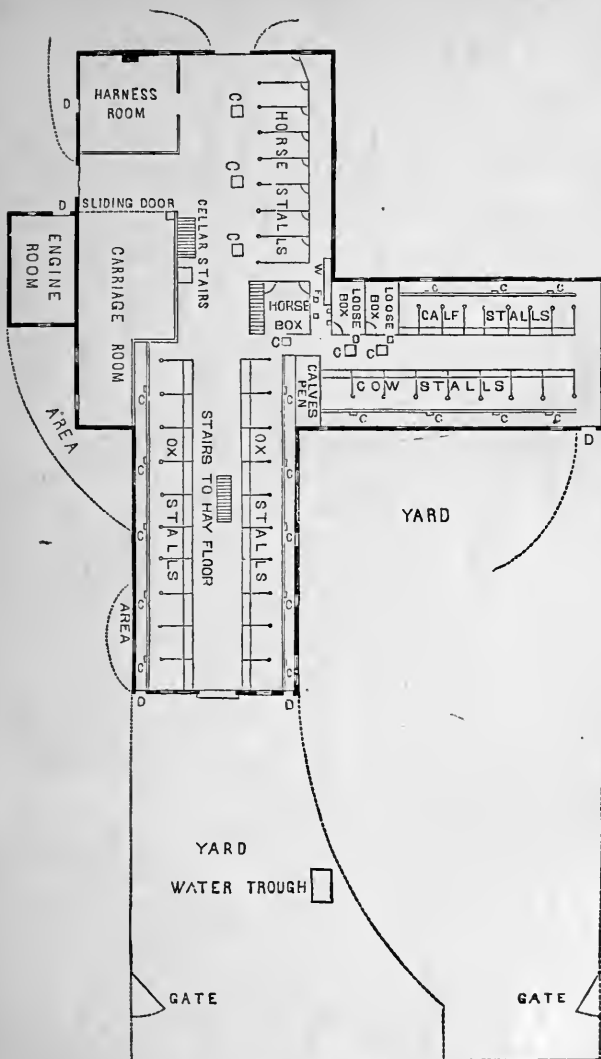 HARNESS
ROOM
D
C
C
C
HORSE STALLS
D
SLIDING DOOR
CELLAR STAIRS
ENGINE
ROOM
CARRIAGE ROOM
W
F
HORSE
BOX
C
LOOSE
BOX
LOOSE
BOX
C
C
C
C
C
CALF STALLS
CALVES
PEN
COW STALLS
C
C
C
C
D
AREA
C
C
C
C
C
C
OX STALLS
STAIRS TO HAY FLOOR
OX STALLS
C
C
C
C
C
AREA
D
D
YARD
YARD
WATER TROUGH
GATE
GATE